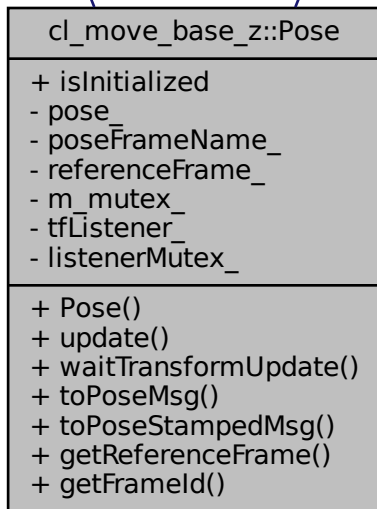 cl_move_base_z::Pose
+ isInitialized
- pose_
- poseFrameName_
- referenceFrame_
- m_mutex_
- tfListener_
- listenerMutex_
+ Pose()
+ update()
+ waitTransformUpdate()
+ toPoseMsg()
+ toPoseStampedMsg()
+ getReferenceFrame()
+ getFrameId()